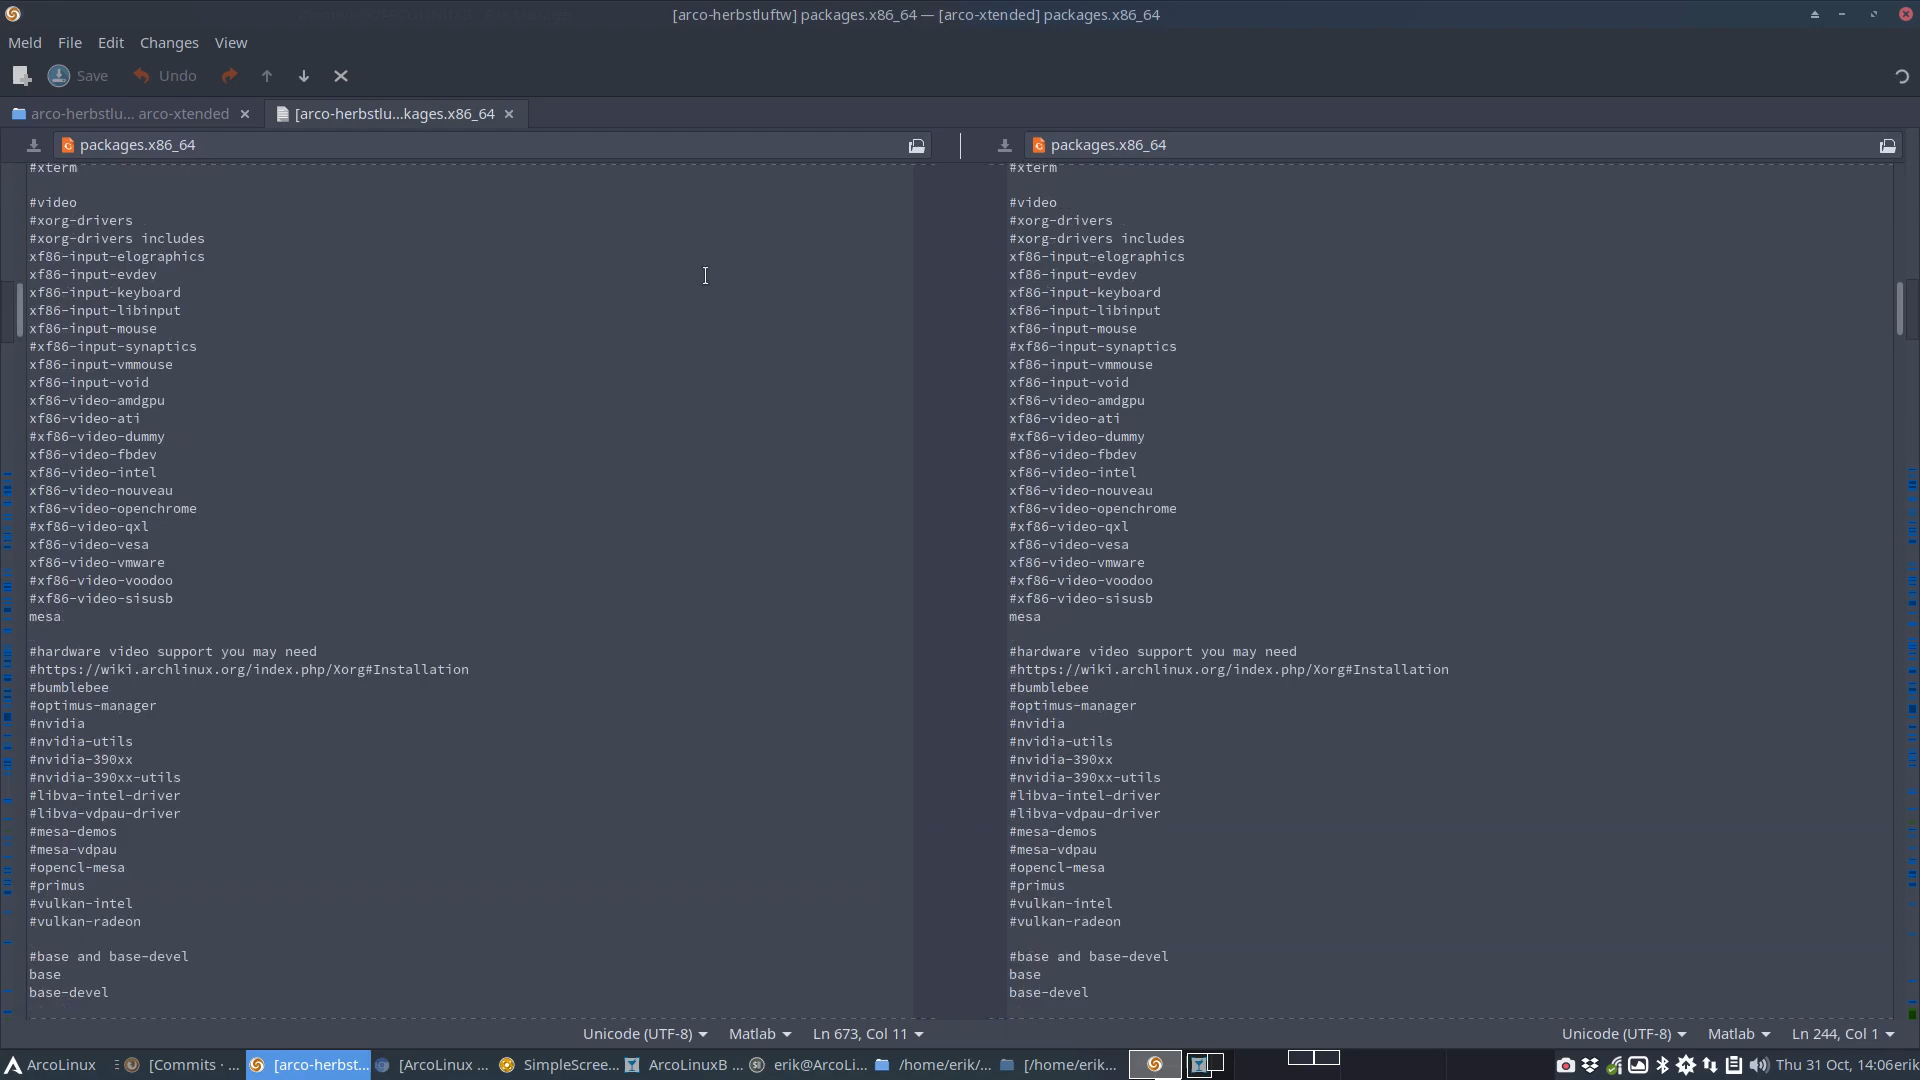 [arco-herbstluftw] packages.x86_64 — [arco-xtended] packages.x86_64
Meld File Edit Changes View
Save Undo
arco-herbstlu... arco-xtended [arco-herbstlu...kages.x86_64
packages.x86_64
#xterm
#video
#xorg-drivers
#xorg-drivers includes
xf86-input-elographics
xf86-input-evdev
xf86-input-keyboard
xf86-input-libinput
xf86-input-mouse
#xf86-input-synaptics
xf86-input-vmmouse
xf86-input-void
xf86-video-amdgpu
xf86-video-ati
#xf86-video-dummy
xf86-video-fbdev
xf86-video-intel
xf86-video-nouveau
xf86-video-openchrome
#xf86-video-qxl
xf86-video-vesa
xf86-video-vmware
#xf86-video-voodoo
#xf86-video-sisusb
mesa
#hardware video support you may need
#https://wiki.archlinux.org/index.php/Xorg#Installation
#bumblebee
#optimus-manager
#nvidia
#nvidia-utils
#nvidia-390xx
#nvidia-390xx-utils
#libva-intel-driver
#libva-vdpau-driver
#mesa-demos
#mesa-vdpau
#opencl-mesa
#primus
#vulkan-intel
#vulkan-radeon
#base and base-devel
base
base-devel
Unicode (UTF-8) Matlab Ln 673, Col 11
packages.x86_64
#xterm
#video
#xorg-drivers
#xorg-drivers includes
xf86-input-elographics
xf86-input-evdev
xf86-input-keyboard
xf86-input-libinput
xf86-input-mouse
#xf86-input-synaptics
xf86-input-vmmouse
xf86-input-void
xf86-video-amdgpu
xf86-video-ati
#xf86-video-dummy
xf86-video-fbdev
xf86-video-intel
xf86-video-nouveau
xf86-video-openchrome
#xf86-video-qxl
xf86-video-vesa
xf86-video-vmware
#xf86-video-voodoo
#xf86-video-sisusb
mesa
#hardware video support you may need
#https://wiki.archlinux.org/index.php/Xorg#Installation
#bumblebee
#optimus-manager
#nvidia
#nvidia-utils
#nvidia-390xx
#nvidia-390xx-utils
#libva-intel-driver
#libva-vdpau-driver
#mesa-demos
#mesa-vdpau
#opencl-mesa
#primus
#vulkan-intel
#vulkan-radeon
#base and base-devel
base
base-devel
Unicode (UTF-8) Matlab Ln 244, Col 1
ArcoLinux [Commits · ... [arco-herbst... [ArcoLinux ... SimpleScree... ArcoLinuxB ... erik@ArcoLi... /home/erik/... [/home/erik... Thu 31 Oct, 14:06 erik